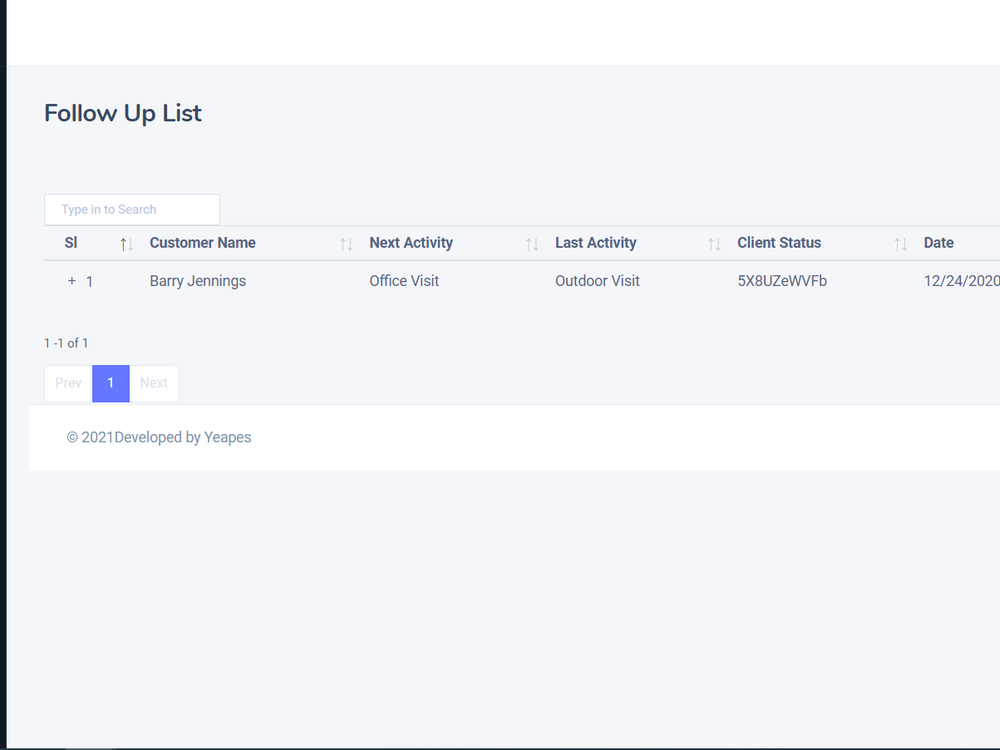 Follow Up List
Type in to Search
Sl Customer Name Next Activity Last Activity Client Status Date
+ 1 Barry Jennings Office Visit Outdoor Visit 5X8UZeWVFb 12/24/2020
1 -1 of 1
Prev 1 Next
© 2021Developed by Yeapes